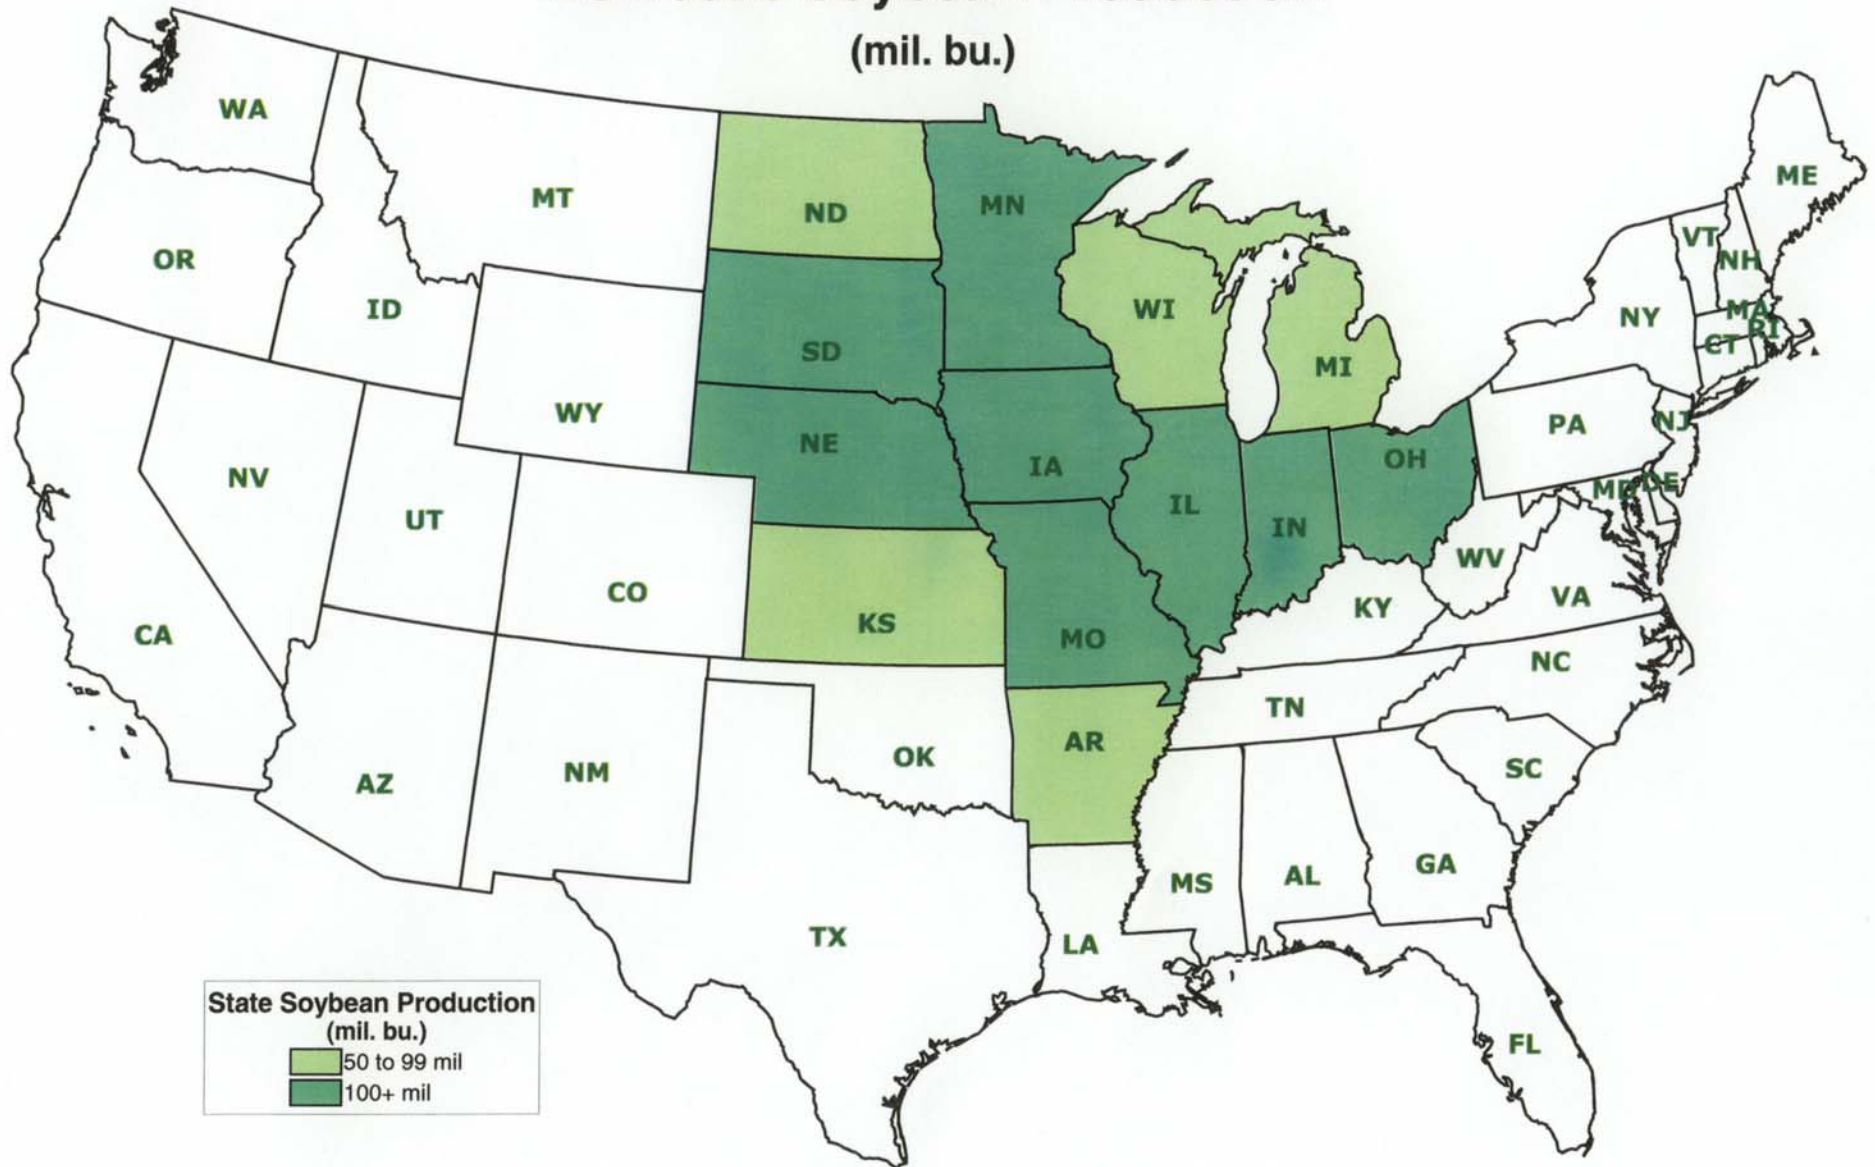 (mil. bu.)
WA
MT
ND
MN
ME
OR
ID
SD
WI
MI
NY
VT
NH
MA
RI
CT
WY
NE
IA
IL
IN
OH
PA
NJ
NV
UT
CO
KS
MO
KY
WV
VA
MD
DE
CA
AZ
NM
OK
AR
TN
NC
SC
TX
LA
MS
AL
GA
FL
State Soybean Production
(mil. bu.)
50 to 99 mil
100+ mil